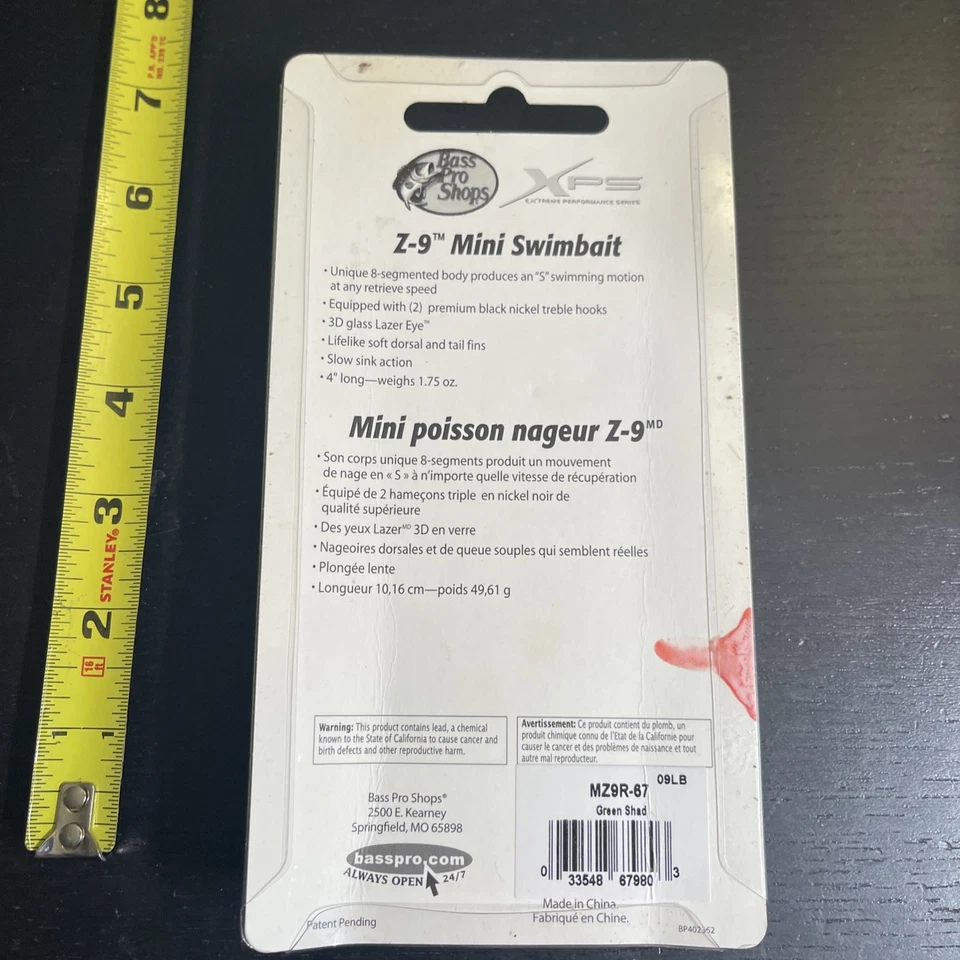 8
P.R. APP'D
NO. 239 TC
7
6
5
4
3
STANLEY®
2
16
ft
1 1
Bass
Pro
Shops
XPS
EXTREME PERFORMANCE SERIES
Z-9™ Mini Swimbait
• Unique 8-segmented body produces an “S” swimming motion
at any retrieve speed
• Equipped with (2) premium black nickel treble hooks
• 3D glass Lazer Eye™
• Lifelike soft dorsal and tail fins
• Slow sink action
• 4" long—weighs 1.75 oz.
Mini poisson nageur Z-9MD
• Son corps unique 8-segments produit un mouvement
de nage en « S » à n’importe quelle vitesse de récupération
• Équipé de 2 hameçons triple en nickel noir de
qualité supérieure
• Des yeux LazerMD 3D en verre
• Nageoires dorsales et de queue souples qui semblent réelles
• Plongée lente
• Longueur 10,16 cm—poids 49,61 g
Warning: This product contains lead, a chemical
known to the State of California to cause cancer and
birth defects and other reproductive harm.
Avertissement: Ce produit contient du plomb, un
produit chimique connu de l'Etat de la Californie pour
causer le cancer et des problèmes de naissance et tout
autre mal reproducteur.
Bass Pro Shops®
2500 E. Kearney
Springfield, MO 65898
basspro.com
ALWAYS OPEN 24/7
09LB
MZ9R-67
Green Shad
0 33548 67980 3
Made in China.
Fabriqué en Chine.
Patent Pending
BP402362